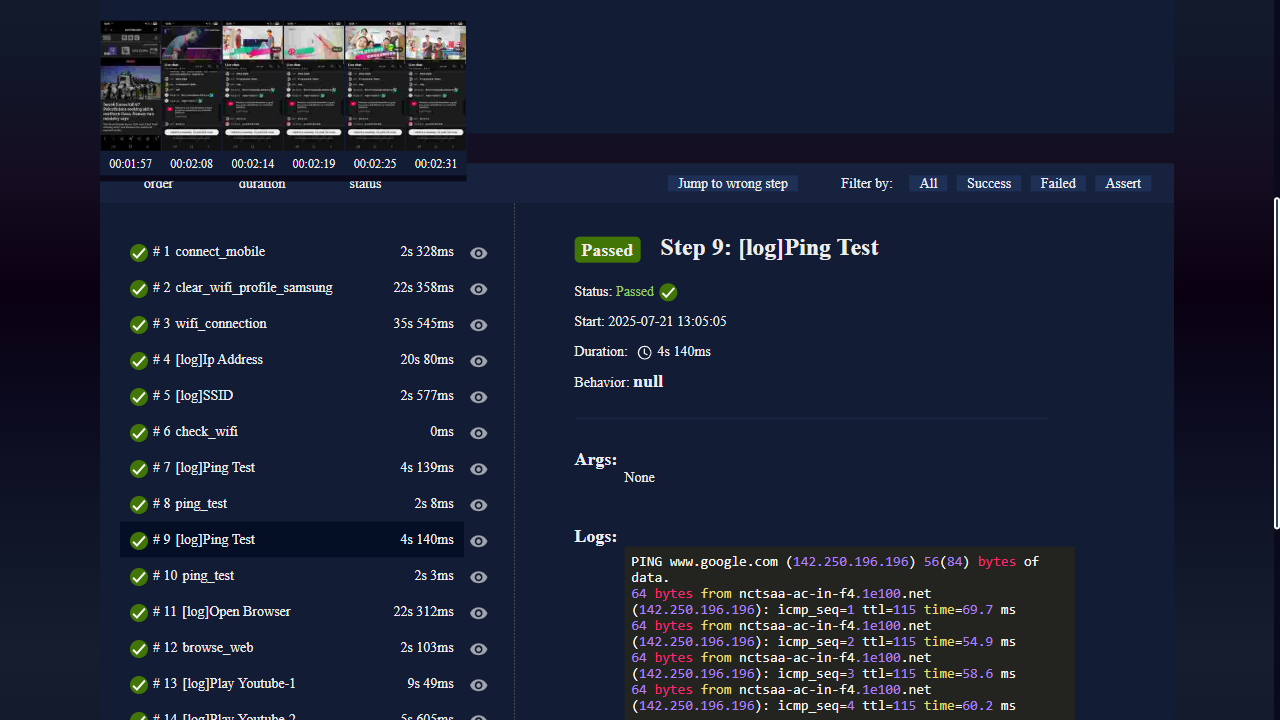 00:01:57 00:02:08 00:02:14 00:02:19 00:02:25 00:02:31
order duration status
Jump to wrong step Filter by: All Success Failed Assert
# 1 connect_mobile 2s 328ms
# 2 clear_wifi_profile_samsung 22s 358ms
# 3 wifi_connection 35s 545ms
# 4 [log]Ip Address 20s 80ms
# 5 [log]SSID 2s 577ms
# 6 check_wifi 0ms
# 7 [log]Ping Test 4s 139ms
# 8 ping_test 2s 8ms
# 9 [log]Ping Test 4s 140ms
# 10 ping_test 2s 3ms
# 11 [log]Open Browser 22s 312ms
# 12 browse_web 2s 103ms
# 13 [log]Play Youtube-1 9s 49ms
# 14 [log]Play Youtube-2 5s 605ms
Passed Step 9: [log]Ping Test
Status: Passed
Start: 2025-07-21 13:05:05
Duration: 4s 140ms
Behavior: null
Args:
None
Logs:
PING www.google.com (142.250.196.196) 56(84) bytes of
data.
64 bytes from nctsaa-ac-in-f4.1e100.net
(142.250.196.196): icmp_seq=1 ttl=115 time=69.7 ms
64 bytes from nctsaa-ac-in-f4.1e100.net
(142.250.196.196): icmp_seq=2 ttl=115 time=54.9 ms
64 bytes from nctsaa-ac-in-f4.1e100.net
(142.250.196.196): icmp_seq=3 ttl=115 time=58.6 ms
64 bytes from nctsaa-ac-in-f4.1e100.net
(142.250.196.196): icmp_seq=4 ttl=115 time=60.2 ms